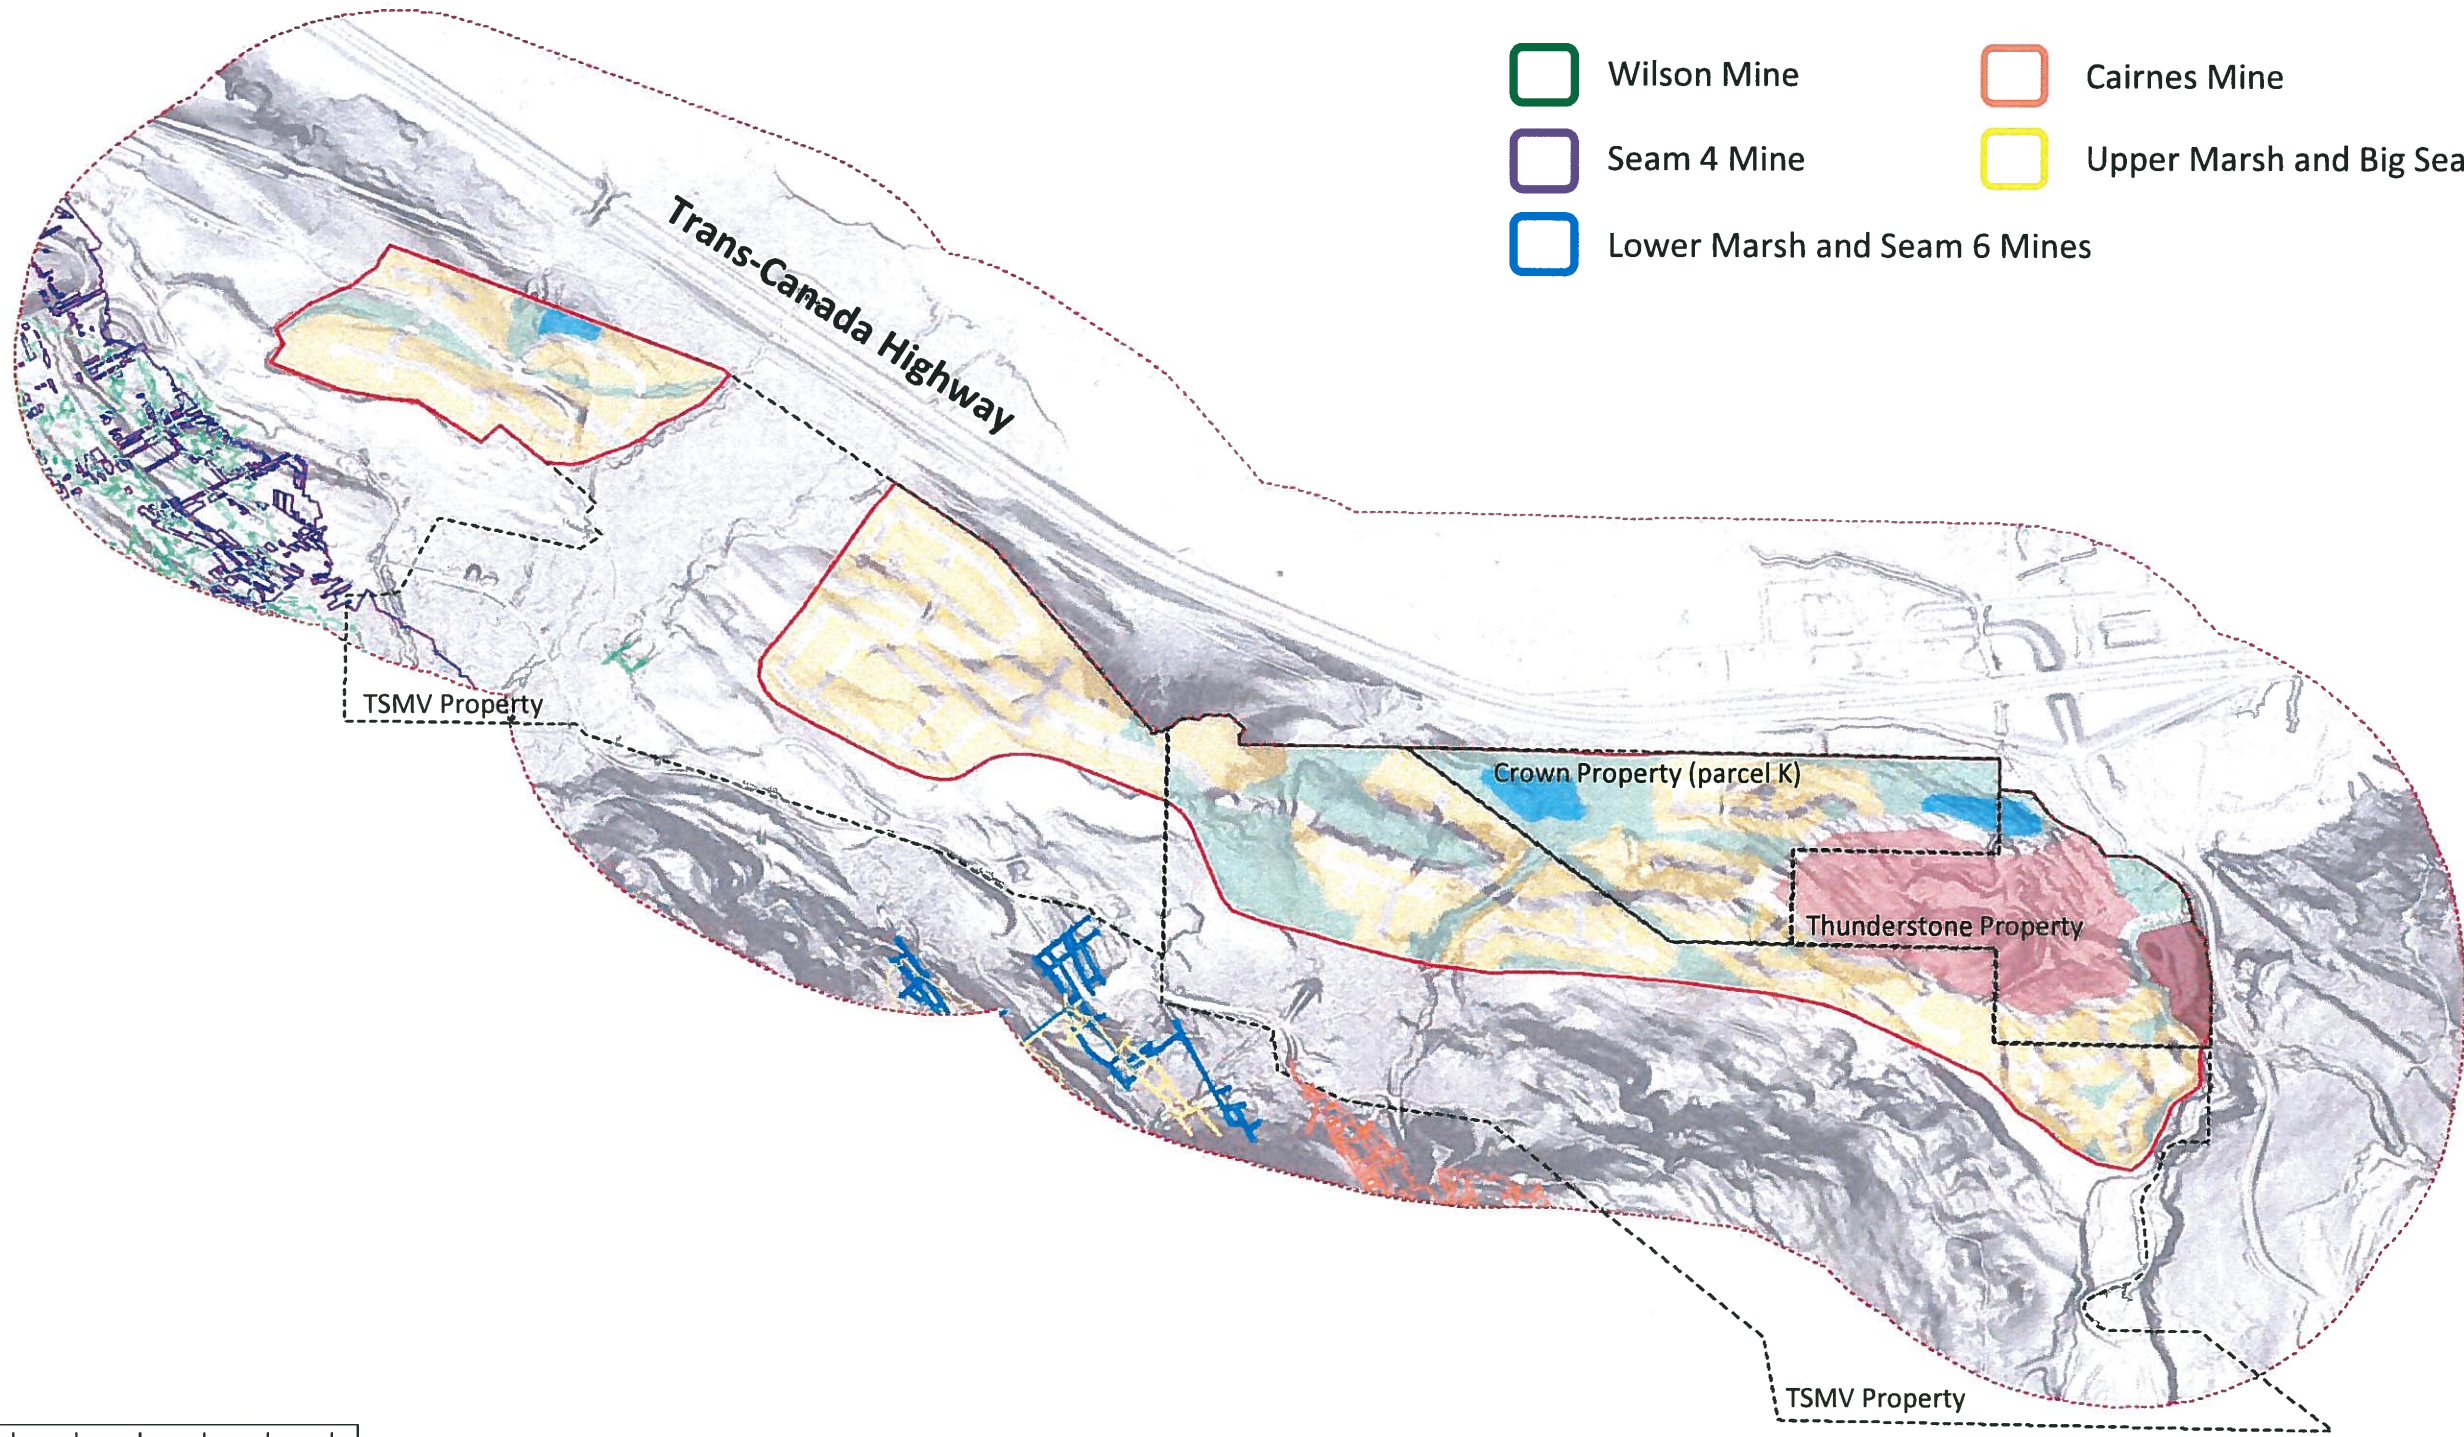 Wilson Mine
Cairnes Mine
Seam 4 Mine
Upper Marsh and Big Sea
Lower Marsh and Seam 6 Mines
Trans-Canada Highway
TSMV Property
Crown Property (parcel K)
Thunderstone Property
TSMV Property